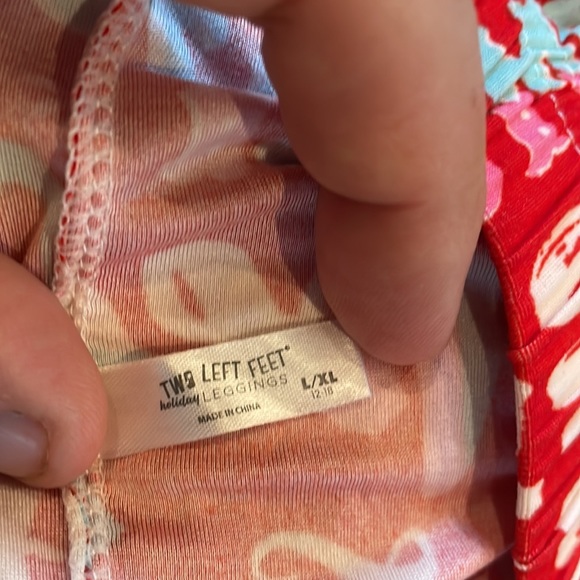 TWO LEFT FEET®
holiday LEGGINGS
L/XL
12-18
MADE IN CHINA